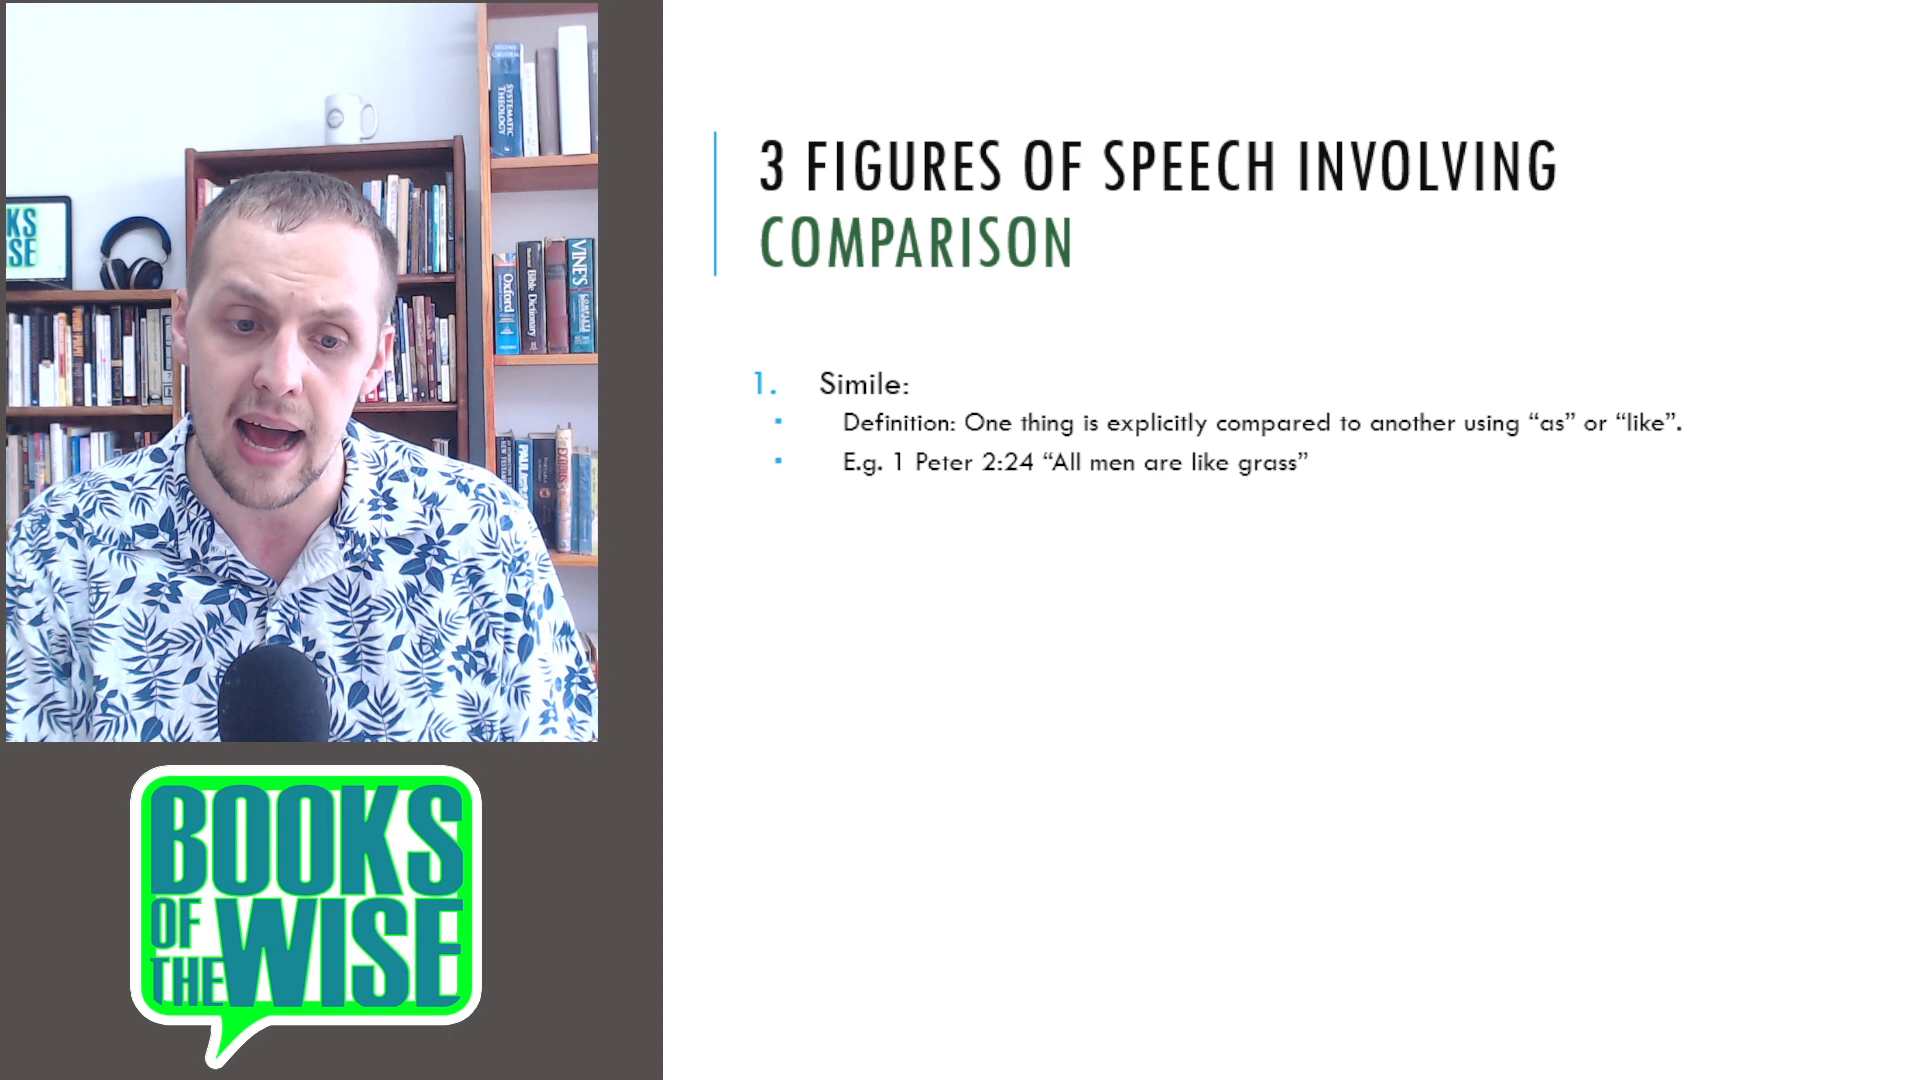 3 FIGURES OF SPEECH INVOLVING
COMPARISON
1. Simile:
▪ Definition: One thing is explicitly compared to another using “as” or “like”.
▪ E.g. 1 Peter 2:24 “All men are like grass”
BOOKS
OF
THE WISE
KS
SE
SYSTEMATIC
THEOLOGY
Oxford
Bible Dictionary
VINE'S